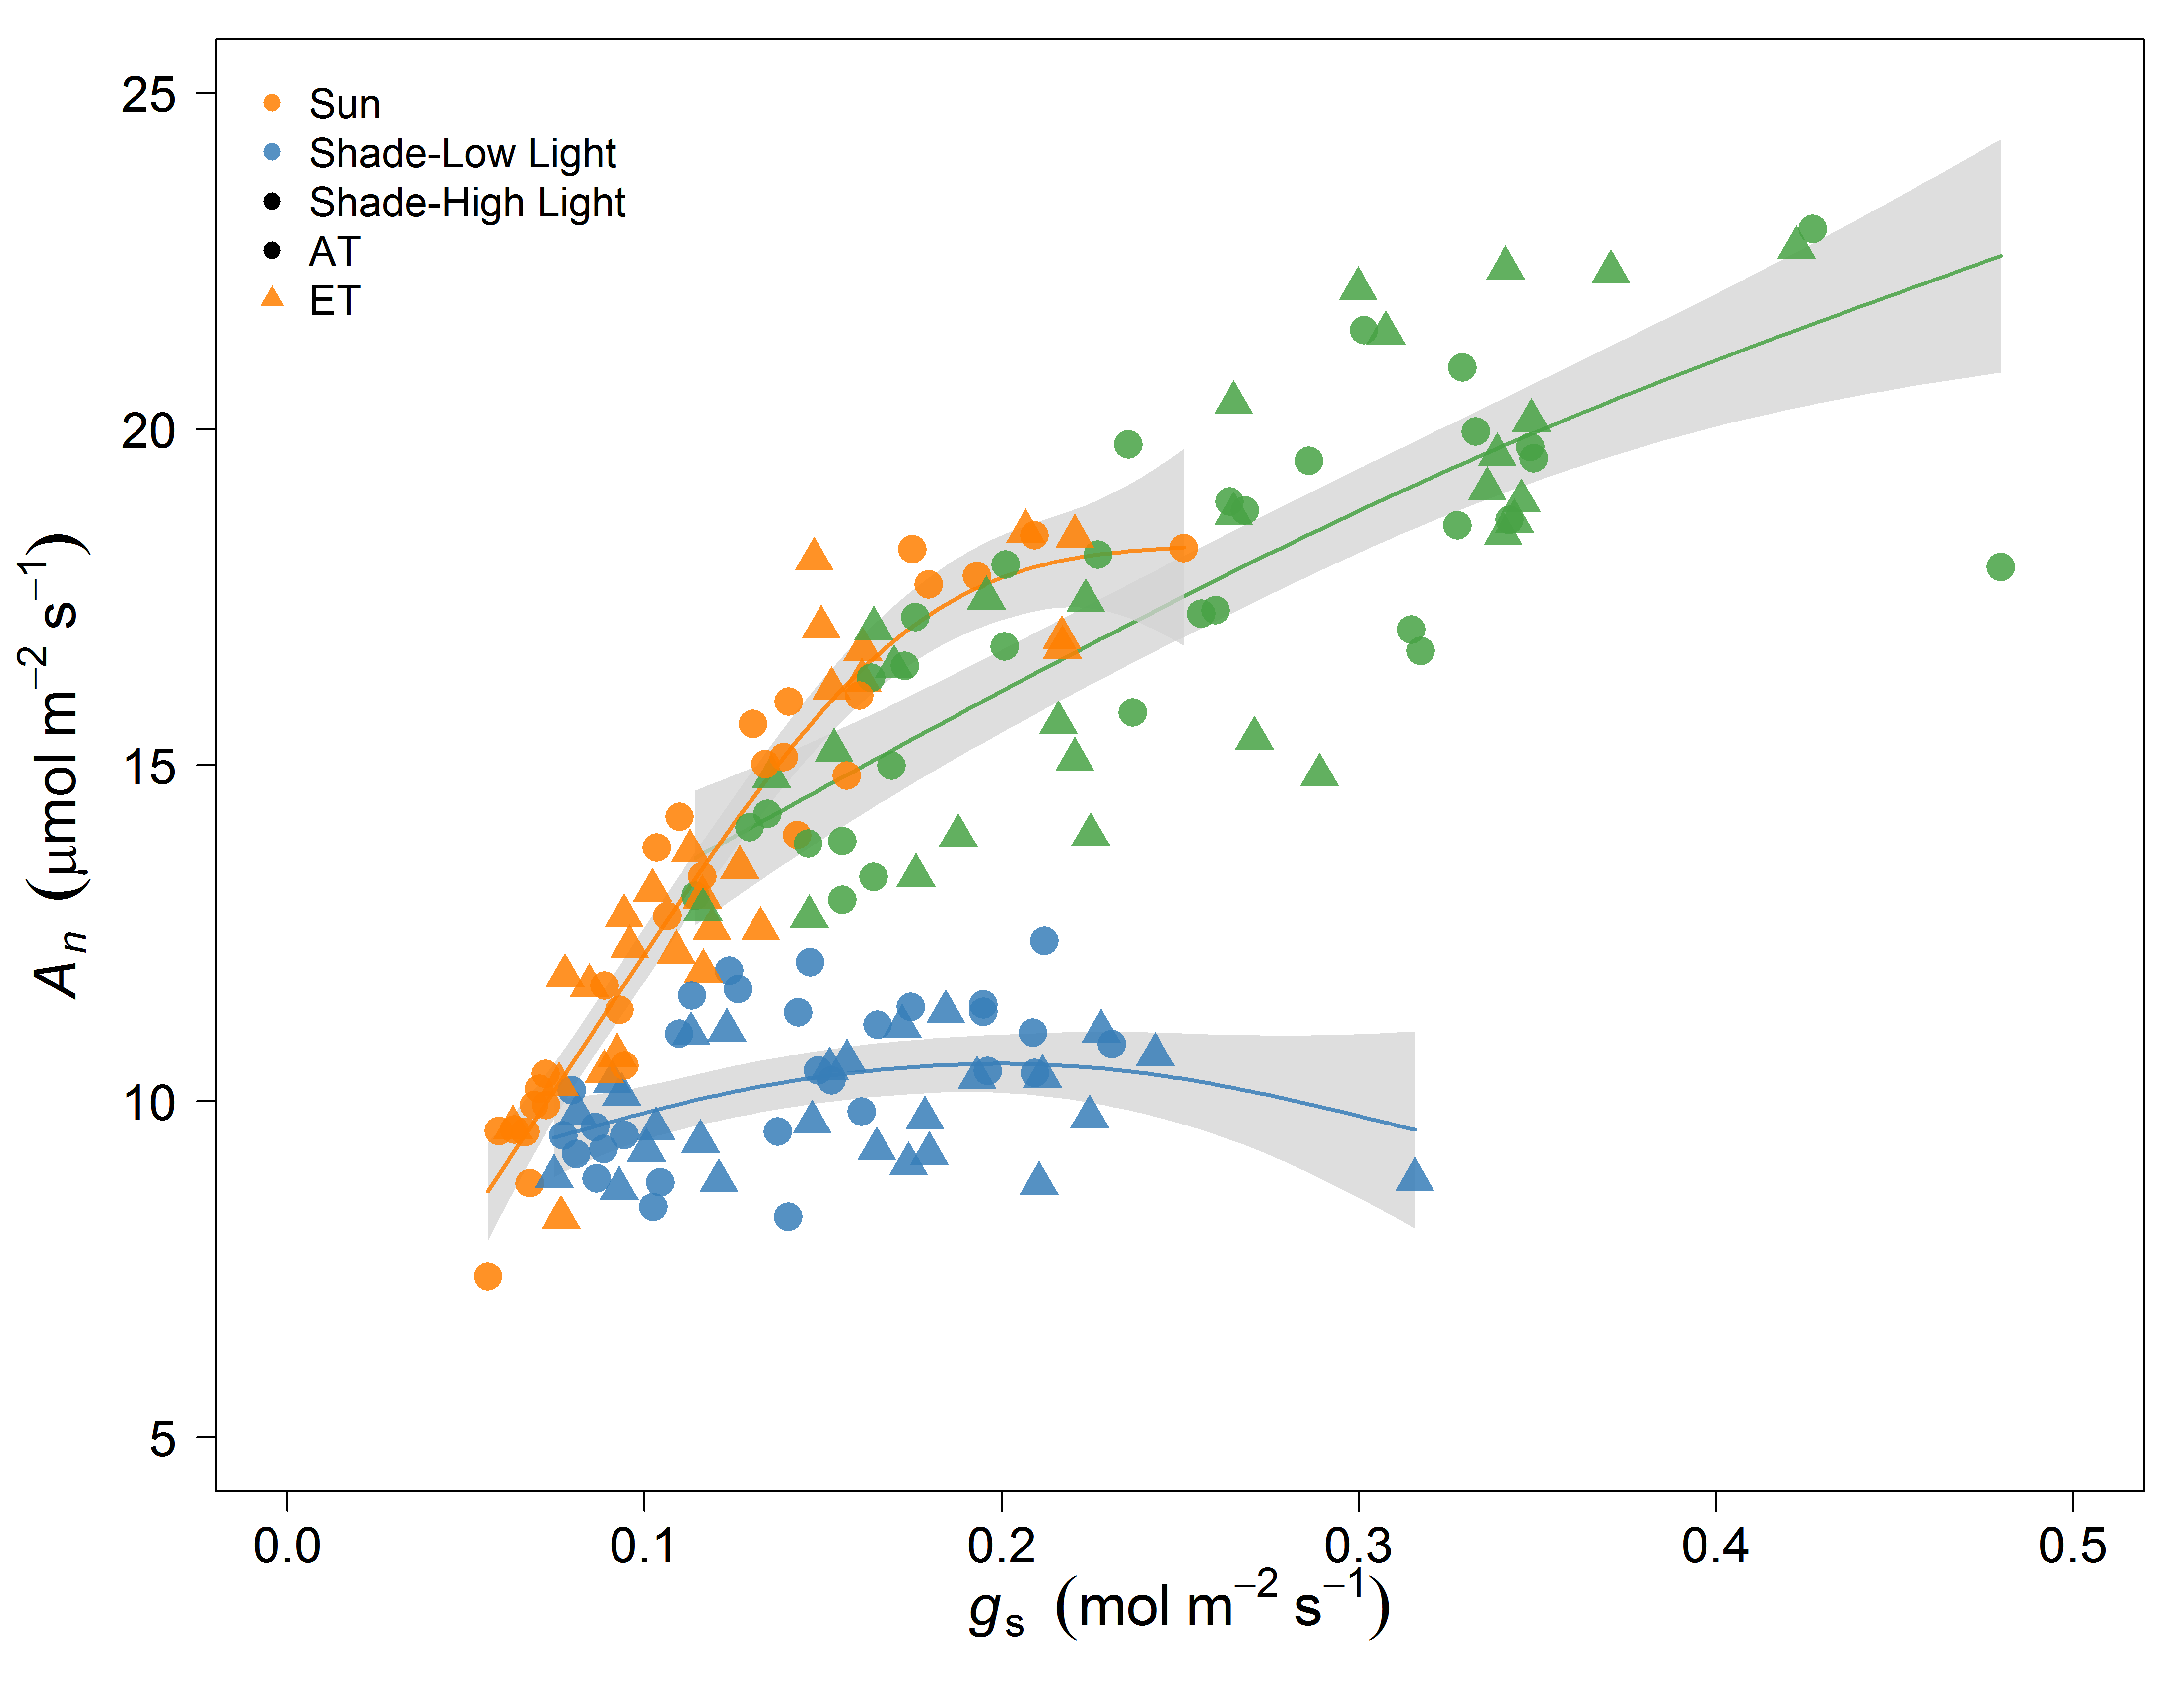 25
20
15
10
5
Sun
Shade-Low Light
Shade-High Light
AT
ET
Aₙ (μmol m⁻² s⁻¹)
0.0 0.1 0.2 0.3 0.4 0.5
gₛ (mol m⁻² s⁻¹)